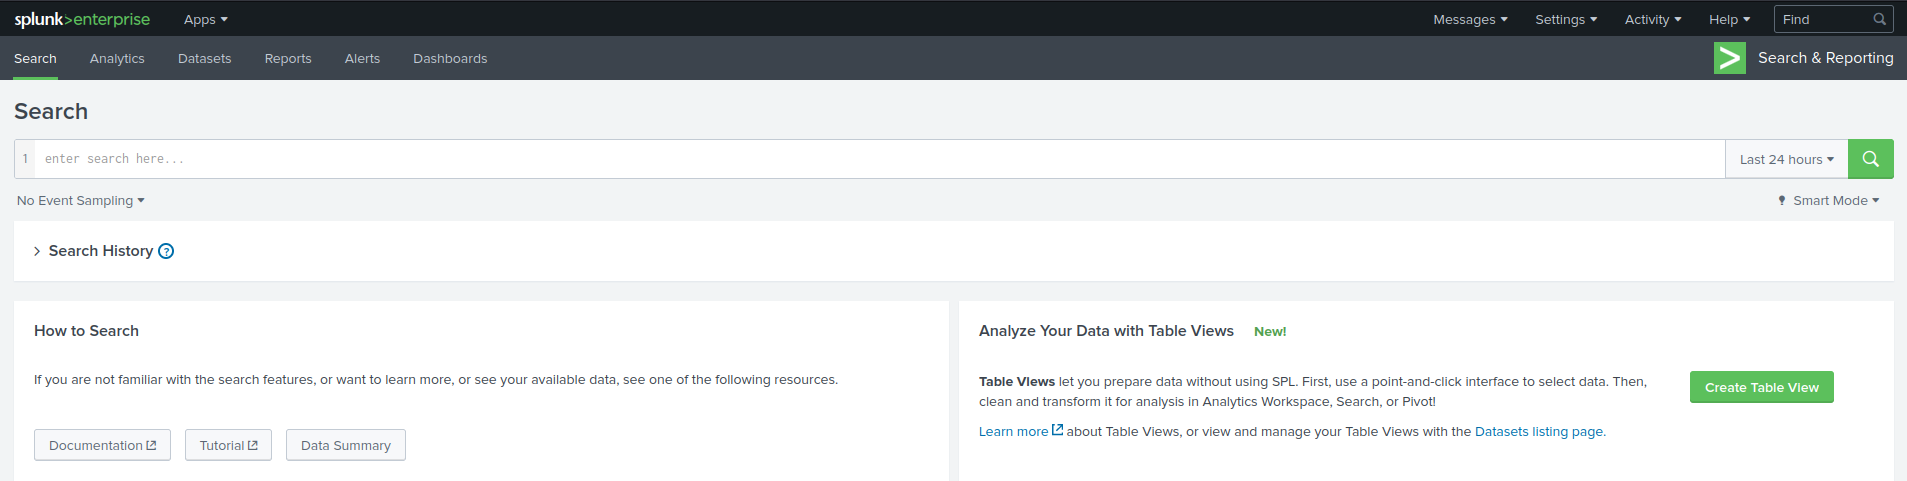 splunk>enterprise Apps Messages Settings Activity Help Find
Search Analytics Datasets Reports Alerts Dashboards > Search & Reporting
Search
1 enter search here... Last 24 hours
No Event Sampling Smart Mode
> Search History ?
How to Search
If you are not familiar with the search features, or want to learn more, or see your available data, see one of the following resources.
Documentation Tutorial Data Summary
Analyze Your Data with Table Views New!
Table Views let you prepare data without using SPL. First, use a point-and-click interface to select data. Then,
clean and transform it for analysis in Analytics Workspace, Search, or Pivot!
Create Table View
Learn more about Table Views, or view and manage your Table Views with the Datasets listing page.